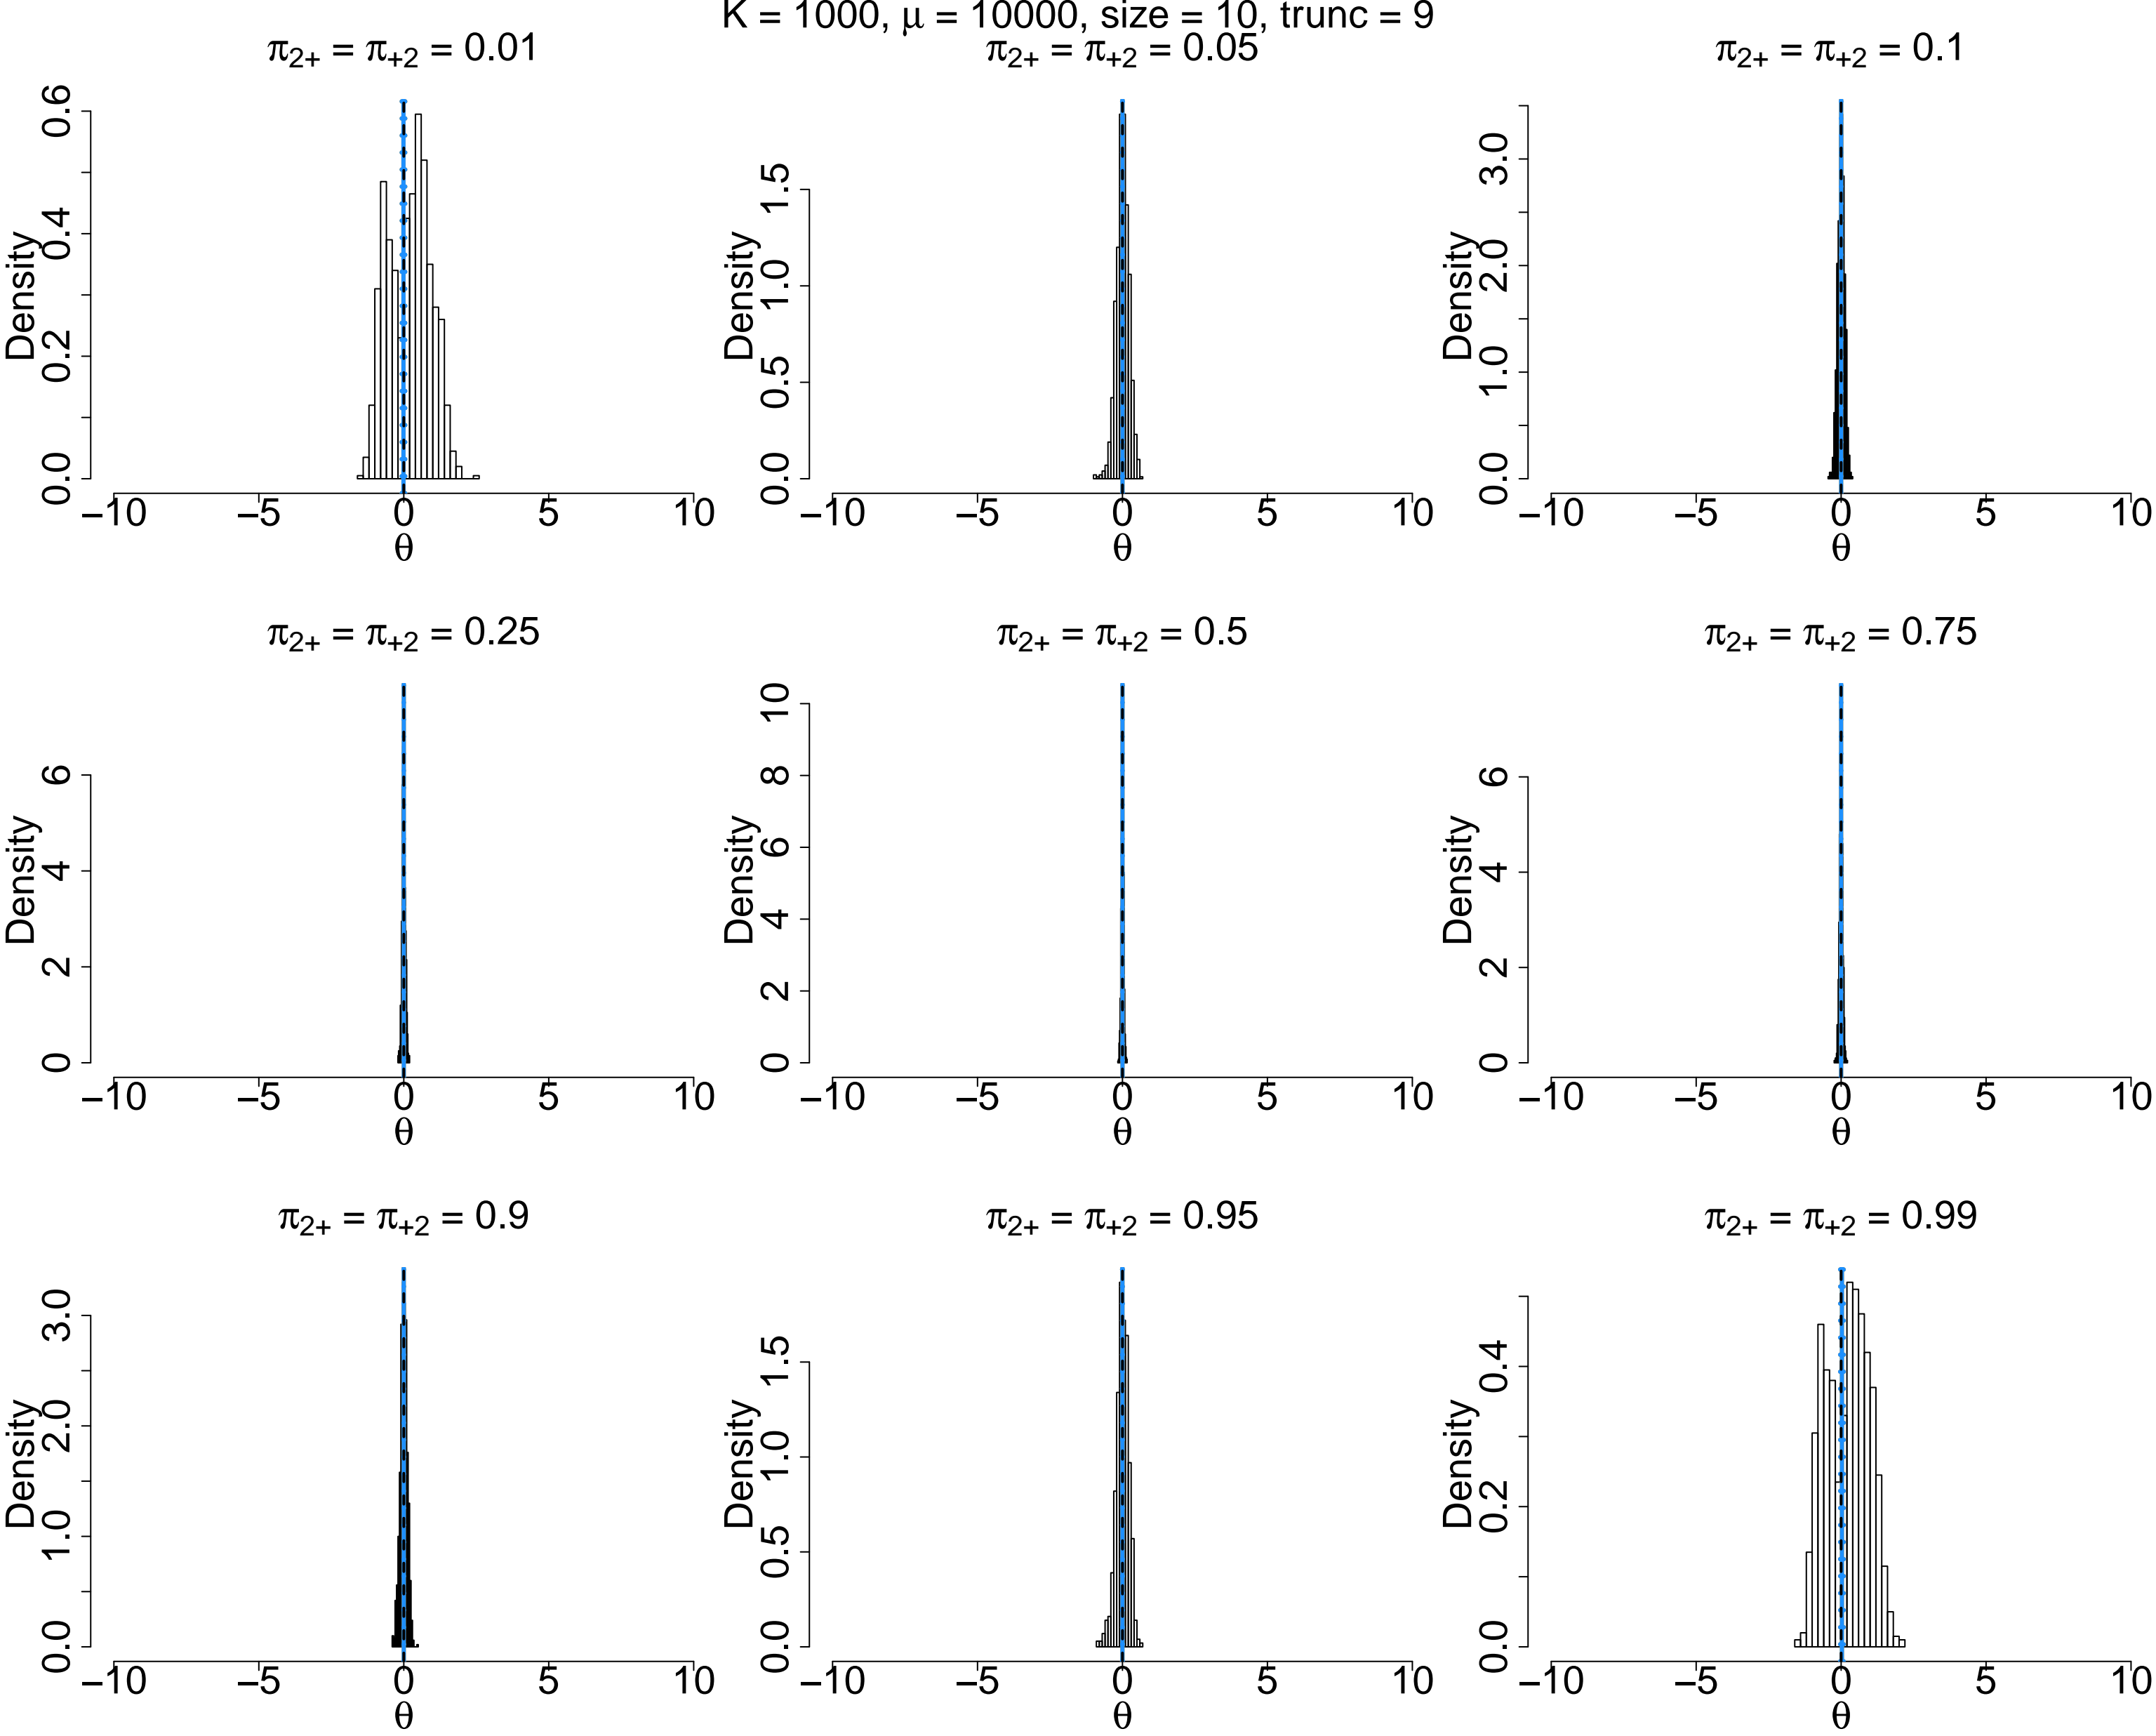 K = 1000, μ = 10000, size = 10, trunc = 9
π2+ = π+2 = 0.01
π2+ = π+2 = 0.05
π2+ = π+2 = 0.1
Density
0.0 0.2 0.4 0.6
−10 −5 0 5 10
θ
Density
0.0 0.5 1.0 1.5
−10 −5 0 5 10
θ
Density
0.0 1.0 2.0 3.0
−10 −5 0 5 10
θ
π2+ = π+2 = 0.25
π2+ = π+2 = 0.5
π2+ = π+2 = 0.75
Density
0 2 4 6
−10 −5 0 5 10
θ
Density
0 2 4 6 8 10
−10 −5 0 5 10
θ
Density
0 2 4 6
−10 −5 0 5 10
θ
π2+ = π+2 = 0.9
π2+ = π+2 = 0.95
π2+ = π+2 = 0.99
Density
0.0 1.0 2.0 3.0
−10 −5 0 5 10
θ
Density
0.0 0.5 1.0 1.5
−10 −5 0 5 10
θ
Density
0.0 0.2 0.4
−10 −5 0 5 10
θ